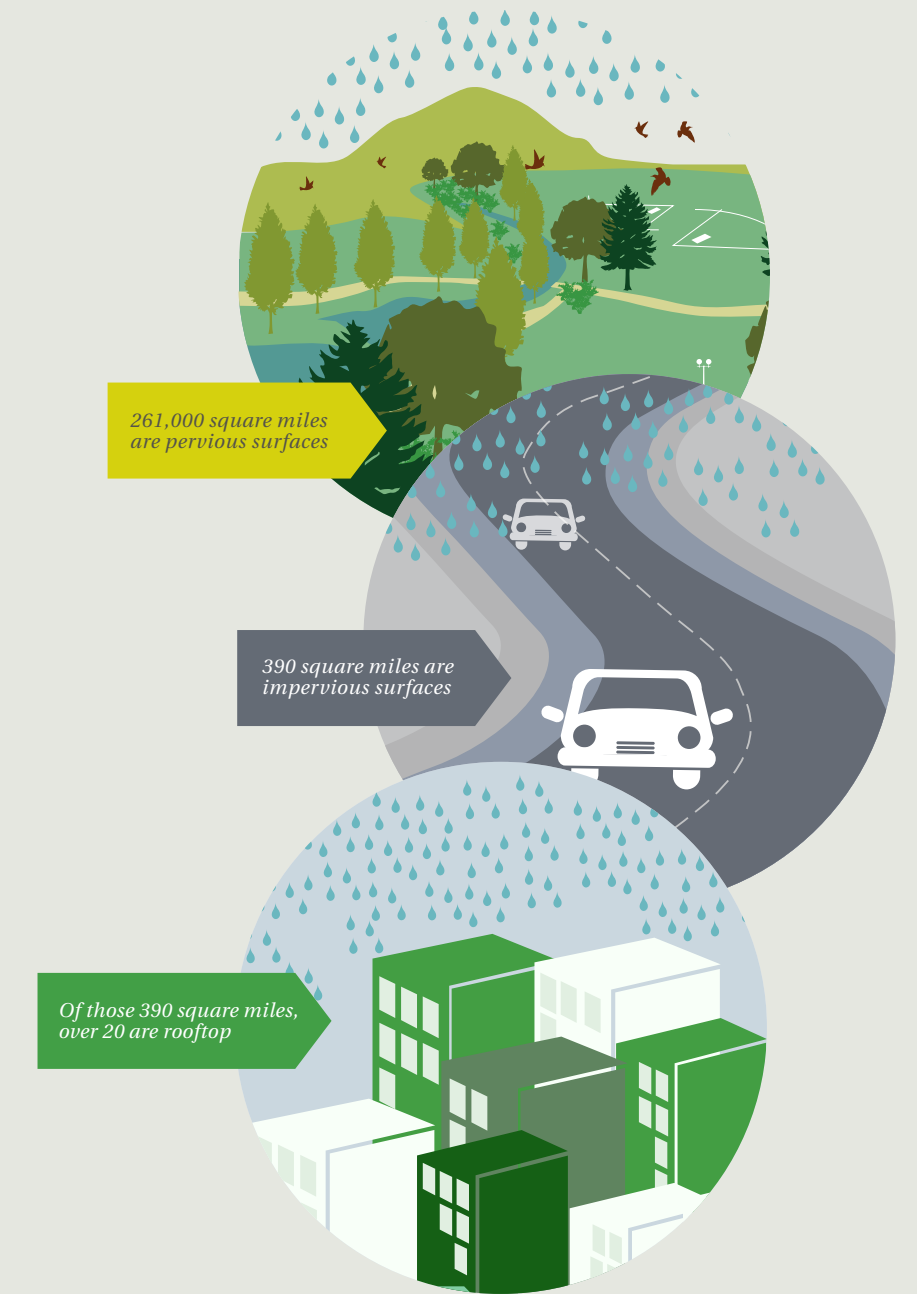 261,000 square miles
are pervious surfaces
390 square miles are
impervious surfaces
Of those 390 square miles,
over 20 are rooftop